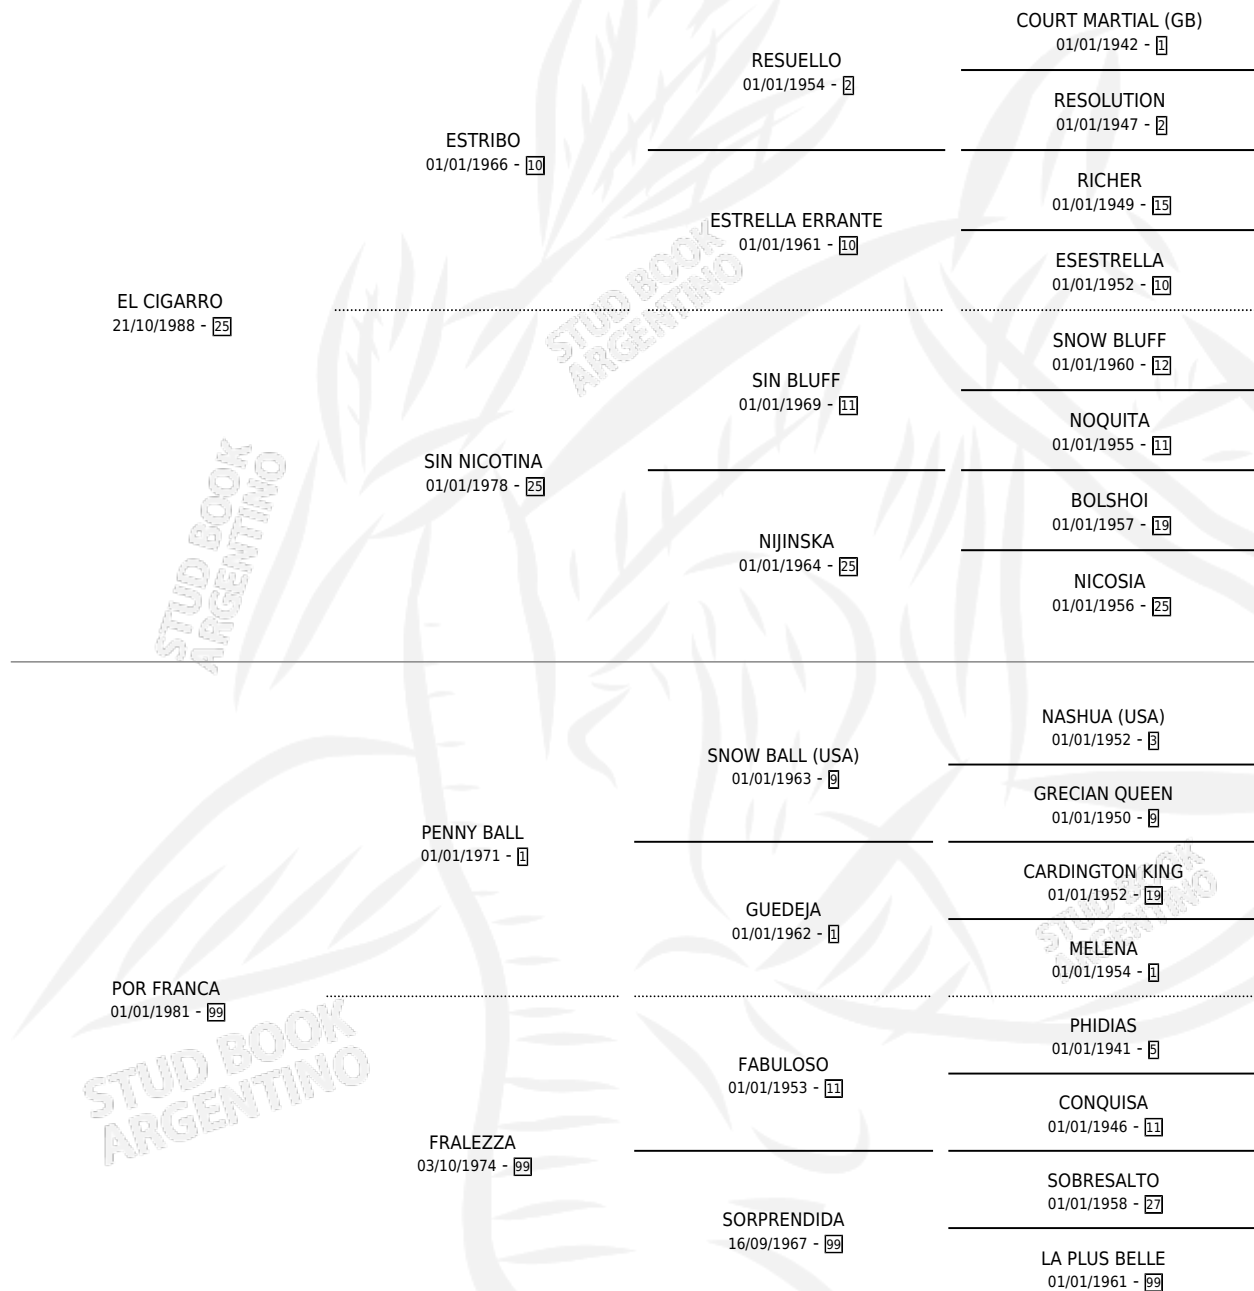 COURT MARTIAL (GB)
01/01/1942 - 1
RESUELLO
01/01/1954 - 2
RESOLUTION
01/01/1947 - 2
ESTRIBO
01/01/1966 - 10
RICHER
01/01/1949 - 15
ESTRELLA ERRANTE
01/01/1961 - 10
ESESTRELLA
01/01/1952 - 10
EL CIGARRO
21/10/1988 - 25
STUD BOOK
ARGENTINO
SNOW BLUFF
01/01/1960 - 12
SIN BLUFF
01/01/1969 - 11
NOQUITA
01/01/1955 - 11
SIN NICOTINA
01/01/1978 - 25
BOLSHOI
01/01/1957 - 19
NIJINSKA
01/01/1964 - 25
NICOSIA
01/01/1956 - 25
STUD BOOK
ARGENTINO
NASHUA (USA)
01/01/1952 - 3
SNOW BALL (USA)
01/01/1963 - 9
GRECIAN QUEEN
01/01/1950 - 9
PENNY BALL
01/01/1971 - 1
CARDINGTON KING
01/01/1952 - 19
GUEDEJA
01/01/1962 - 1
MELENA
01/01/1954 - 1
STUD BOOK
ARGENTINO
POR FRANCA
01/01/1981 - 99
PHIDIAS
01/01/1941 - 5
FABULOSO
01/01/1953 - 11
CONQUISA
01/01/1946 - 11
STUD BOOK
ARGENTINO
FRALEZZA
03/10/1974 - 99
SOBRESALTO
01/01/1958 - 27
SORPRENDIDA
16/09/1967 - 99
LA PLUS BELLE
01/01/1961 - 99